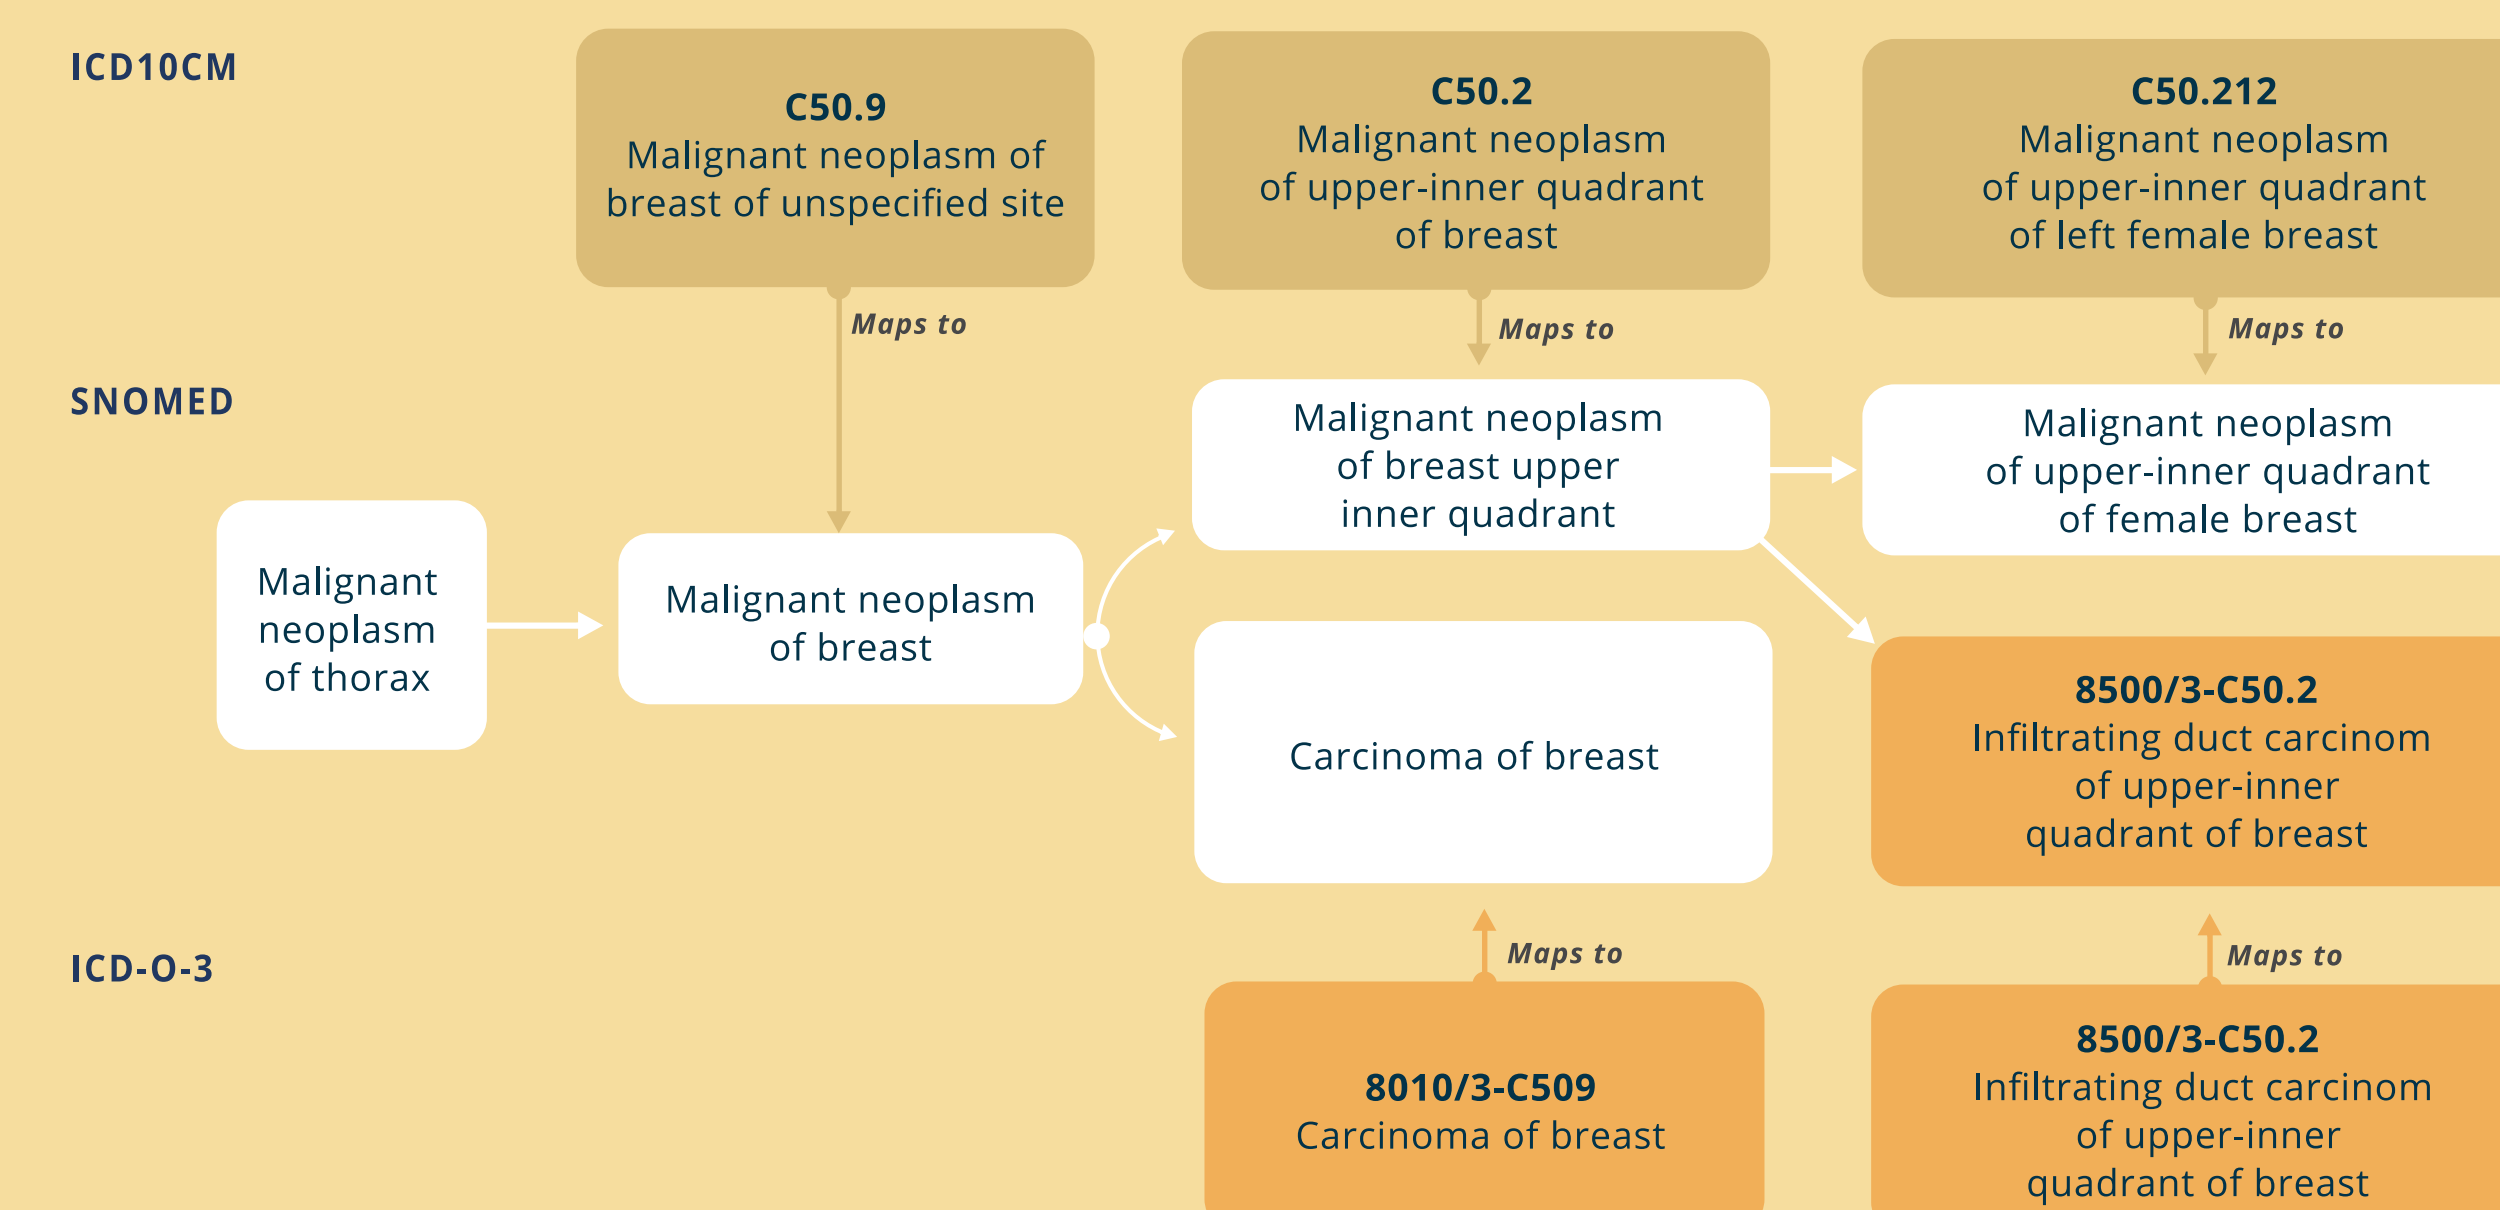 ICD10CM
C50.9
Malignant neoplasm of
breast of unspecified site
C50.2
Malignant neoplasm
of upper-inner quadrant
of breast
C50.212
Malignant neoplasm
of upper-inner quadrant
of left female breast
Maps to
Maps to
Maps to
SNOMED
Malignant
neoplasm
of thorax
Malignant neoplasm
of breast
Malignant neoplasm
of breast upper
inner quadrant
Malignant neoplasm
of upper-inner quadrant
of female breast
Carcinoma of breast
8500/3-C50.2
Infiltrating duct carcinom
of upper-inner
quadrant of breast
ICD-O-3
Maps to
Maps to
8010/3-C509
Carcinoma of breast
8500/3-C50.2
Infiltrating duct carcinom
of upper-inner
quadrant of breast